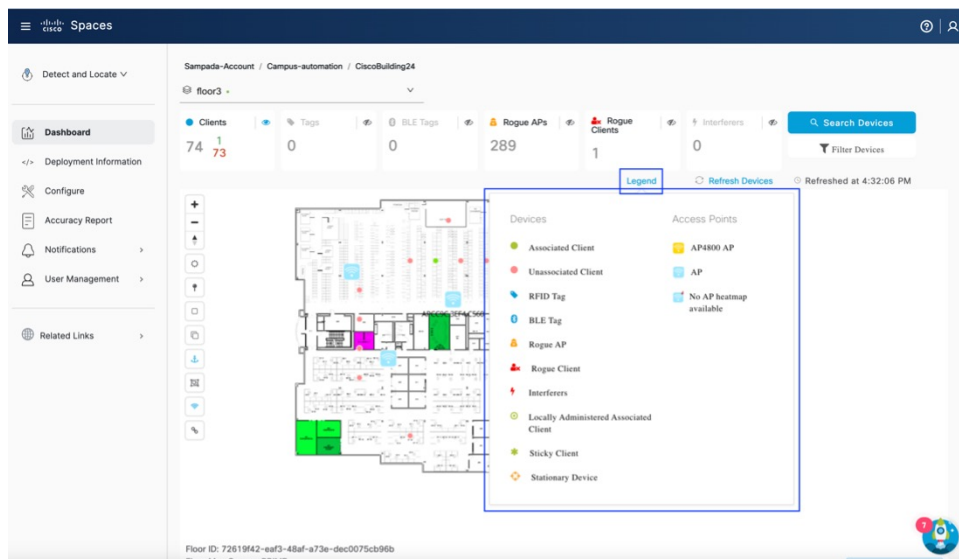 cisco Spaces
Detect and Locate
Dashboard
Deployment Information
Configure
Accuracy Report
Notifications
User Management
Related Links
Sampada-Account / Campus-automation / CiscoBuilding24
floor3
Clients
74 1 73
Tags
0
BLE Tags
0
Rogue APs
289
Rogue
Clients
1
Interferers
0
Search Devices
Filter Devices
Legend
Refresh Devices
Refreshed at 4:32:06 PM
Devices
Associated Client
Unassociated Client
RFID Tag
BLE Tag
Rogue AP
Rogue Client
Interferers
Locally Administered Associated
Client
Sticky Client
Stationary Device
Access Points
AP4800 AP
AP
No AP heatmap
available
Floor ID: 72619f42-eaf3-48af-a73e-dec0075cb96b
7